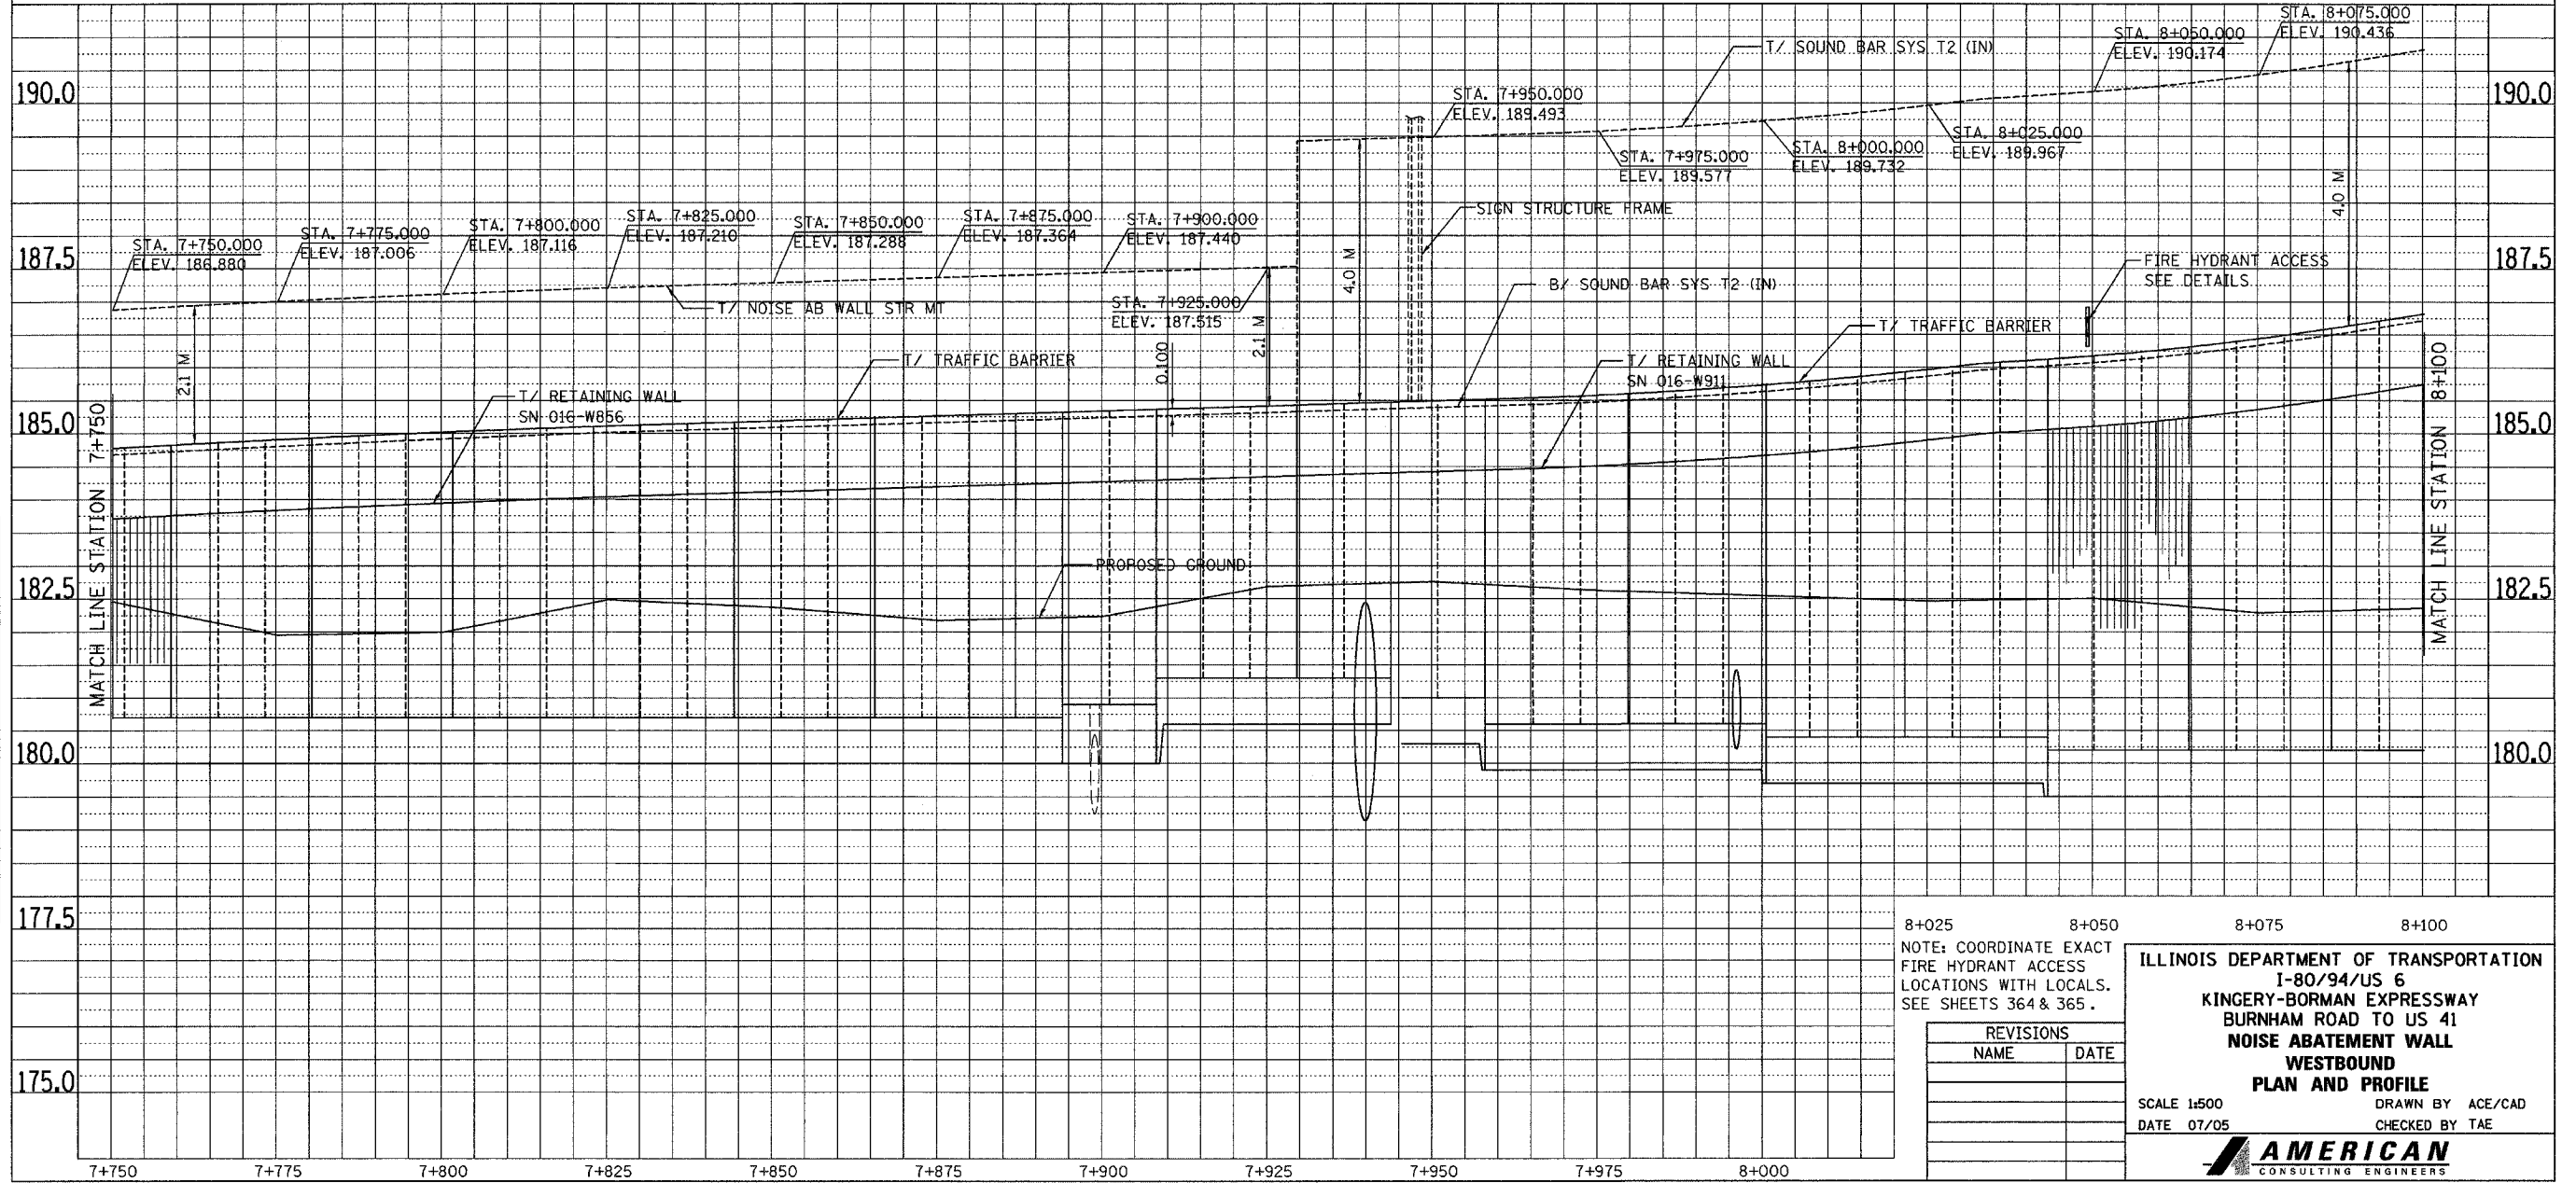 STA. 8+075.000
ELEV. 190.436
STA. 8+050.000
ELEV. 190.174
T/ SOUND BAR SYS T2 (IN)
190.0
190.0
STA. 7+950.000
ELEV. 189.493
STA. 8+025.000
ELEV. 189.967
STA. 8+000.000
ELEV. 189.732
STA. 7+975.000
ELEV. 189.577
4.0 M
SIGN STRUCTURE FRAME
STA. 7+750.000
ELEV. 186.880
STA. 7+775.000
ELEV. 187.006
STA. 7+800.000
ELEV. 187.116
STA. 7+825.000
ELEV. 187.210
STA. 7+850.000
ELEV. 187.288
STA. 7+875.000
ELEV. 187.364
STA. 7+900.000
ELEV. 187.440
187.5
187.5
4.0 M
FIRE HYDRANT ACCESS
SEE DETAILS
B/ SOUND BAR SYS T2 (IN)
STA. 7+925.000
ELEV. 187.515
T/ NOISE AB WALL STR MT
2.1 M
T/ TRAFFIC BARRIER
2.1 M
T/ TRAFFIC BARRIER
0.100
T/ RETAINING WALL
SN 016-W911
T/ RETAINING WALL
SN 016-W856
185.0
185.0
MATCH LINE STATION 7+750
MATCH LINE STATION 8+100
PROPOSED GROUND
182.5
182.5
180.0
180.0
177.5
175.0
8+025 8+050 8+075 8+100
NOTE: COORDINATE EXACT
FIRE HYDRANT ACCESS
LOCATIONS WITH LOCALS.
SEE SHEETS 364 & 365.
REVISIONS
NAME DATE
ILLINOIS DEPARTMENT OF TRANSPORTATION
I-80/94/US 6
KINGERY-BORMAN EXPRESSWAY
BURNHAM ROAD TO US 41
NOISE ABATEMENT WALL
WESTBOUND
PLAN AND PROFILE
SCALE 1:500 DRAWN BY ACE/CAD
DATE 07/05 CHECKED BY TAE
AMERICAN
CONSULTING ENGINEERS
7+750 7+775 7+800 7+825 7+850 7+875 7+900 7+925 7+950 7+975 8+000